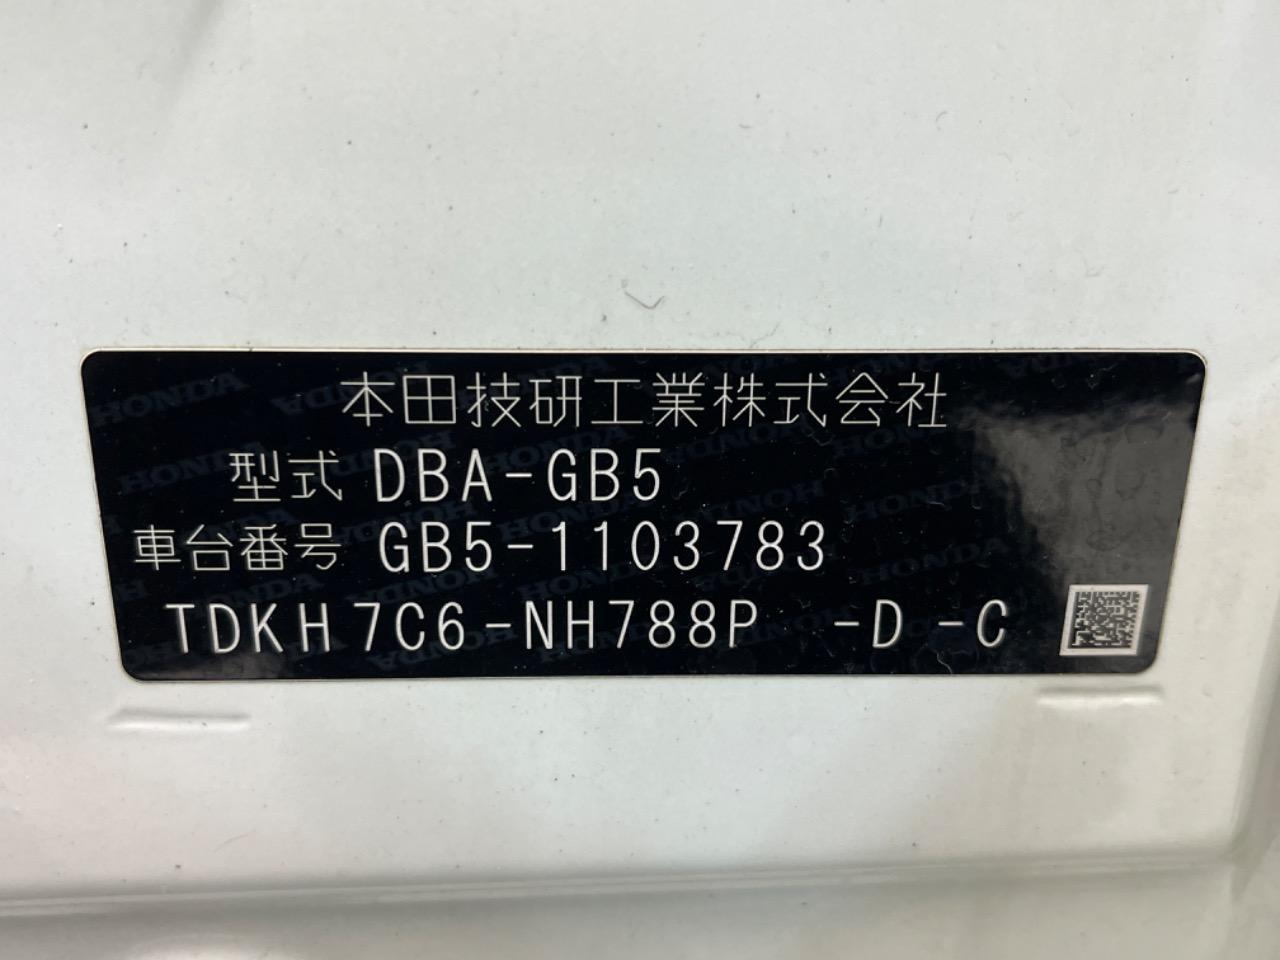 本田技研工業株式会社
型式 DBA-GB5
車台番号 GB5-1103783
TDKH7C6-NH788P -D -C